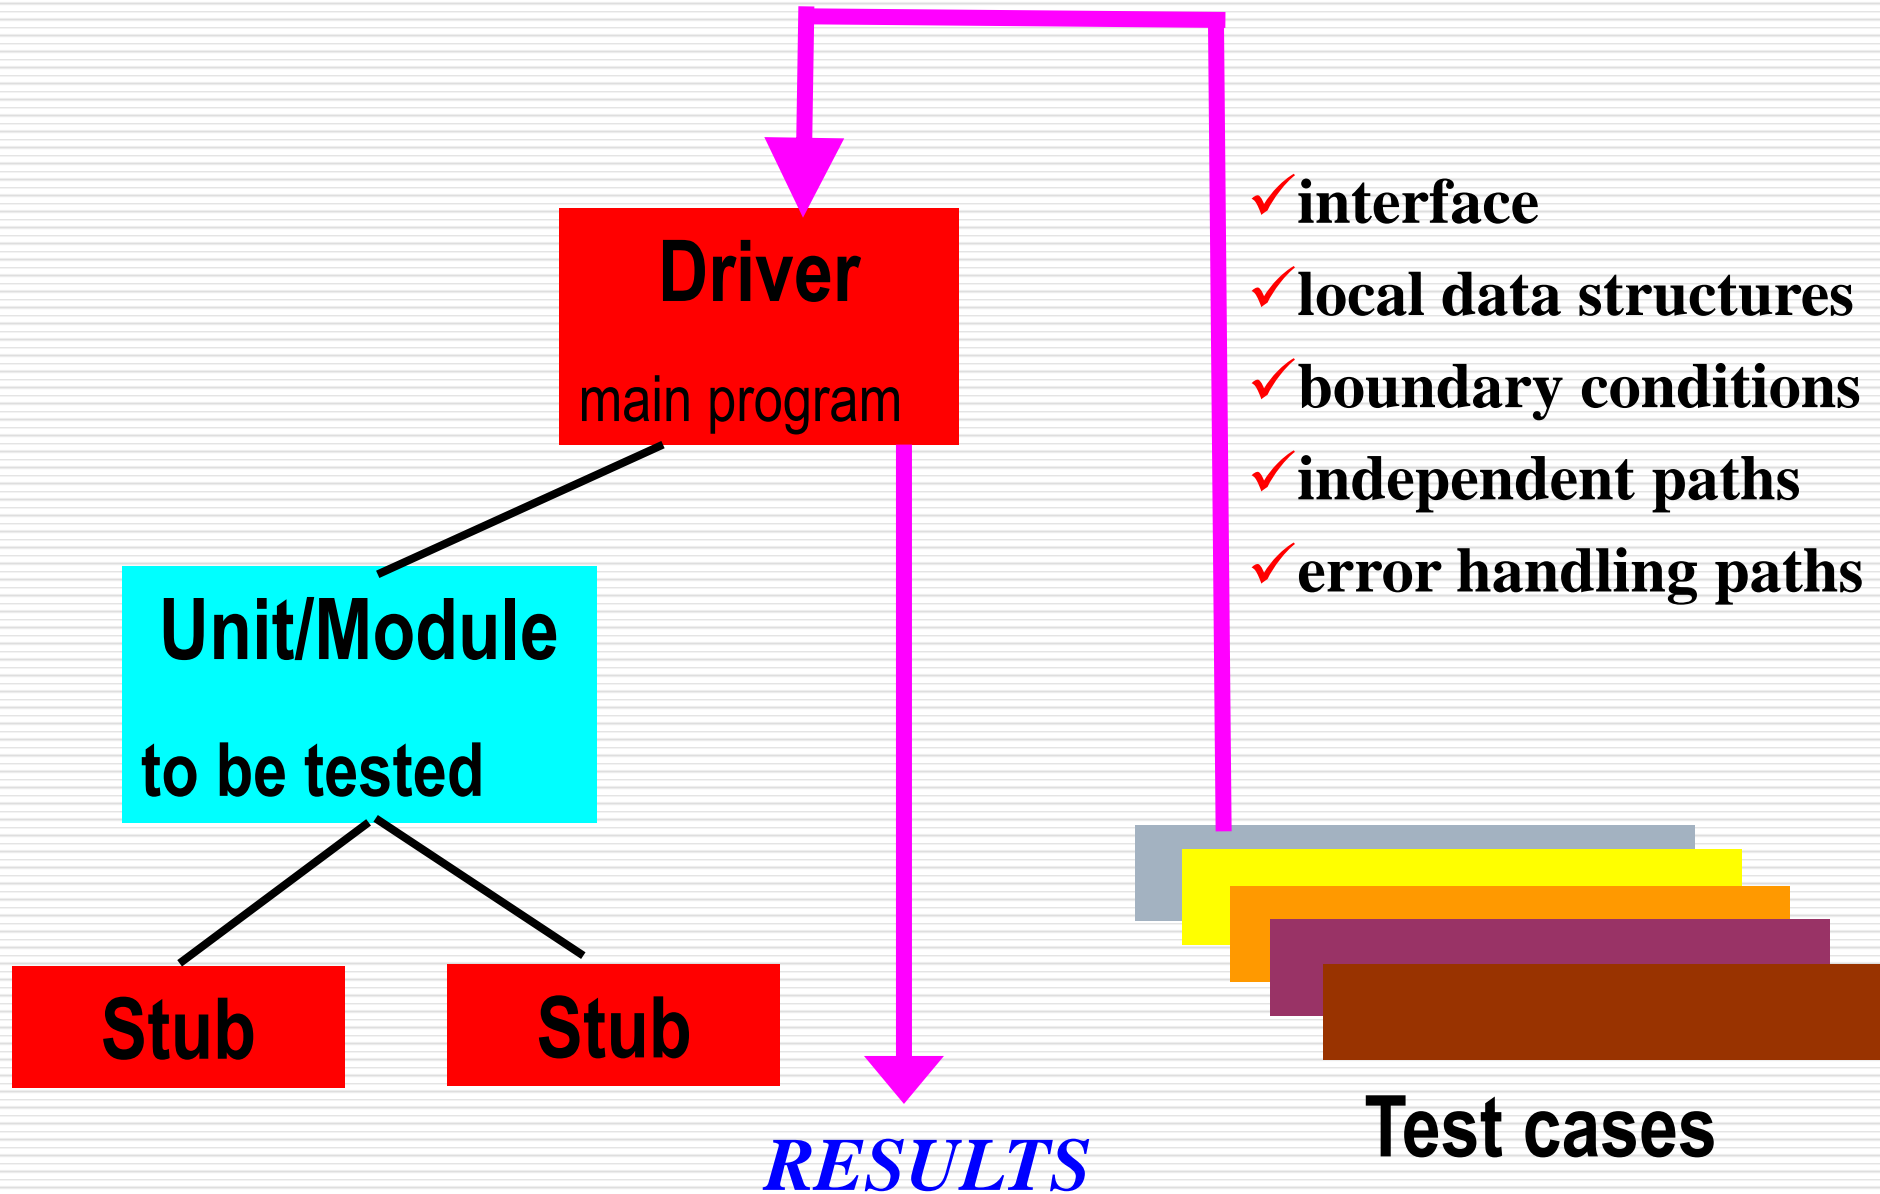 Driver
main program
Unit/Module
to be tested
Stub
Stub
RESULTS
✓interface
✓local data structures
✓boundary conditions
✓independent paths
✓error handling paths
Test cases